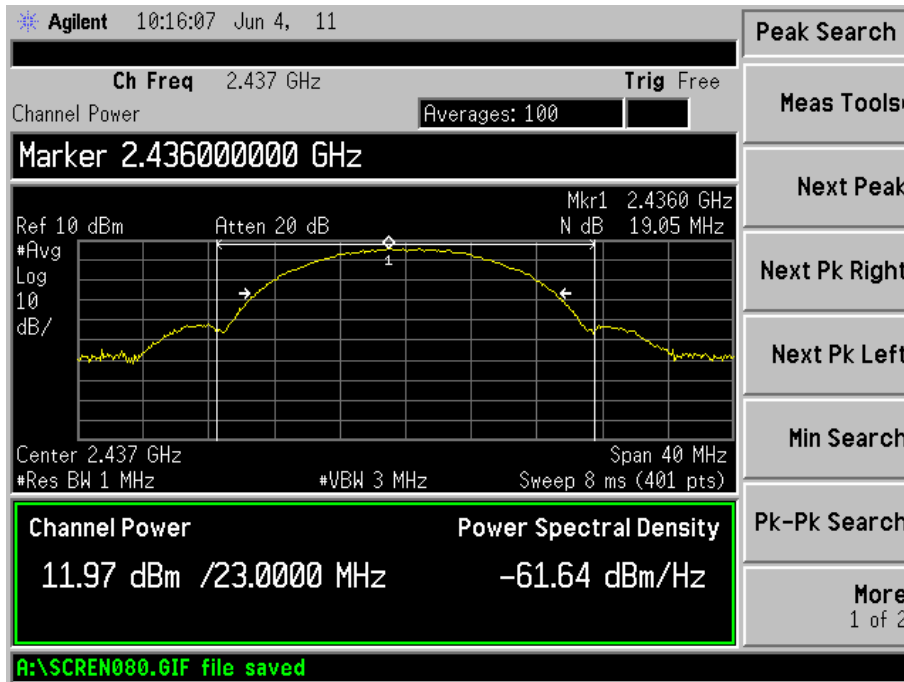 Agilent 10:16:07 Jun 4, 11
Ch Freq 2.437 GHz Trig Free
Channel Power Averages: 100
Marker 2.436000000 GHz
Mkr1 2.4360 GHz
Ref 10 dBm Atten 20 dB N dB 19.05 MHz
#Avg
Log
10
dB/
1
Center 2.437 GHz Span 40 MHz
#Res BW 1 MHz #VBW 3 MHz Sweep 8 ms (401 pts)
Channel Power Power Spectral Density
11.97 dBm /23.0000 MHz -61.64 dBm/Hz
A:\SCREN080.GIF file saved
Peak Search
Meas Tools
Next Peak
Next Pk Right
Next Pk Left
Min Search
Pk-Pk Search
More
1 of 2